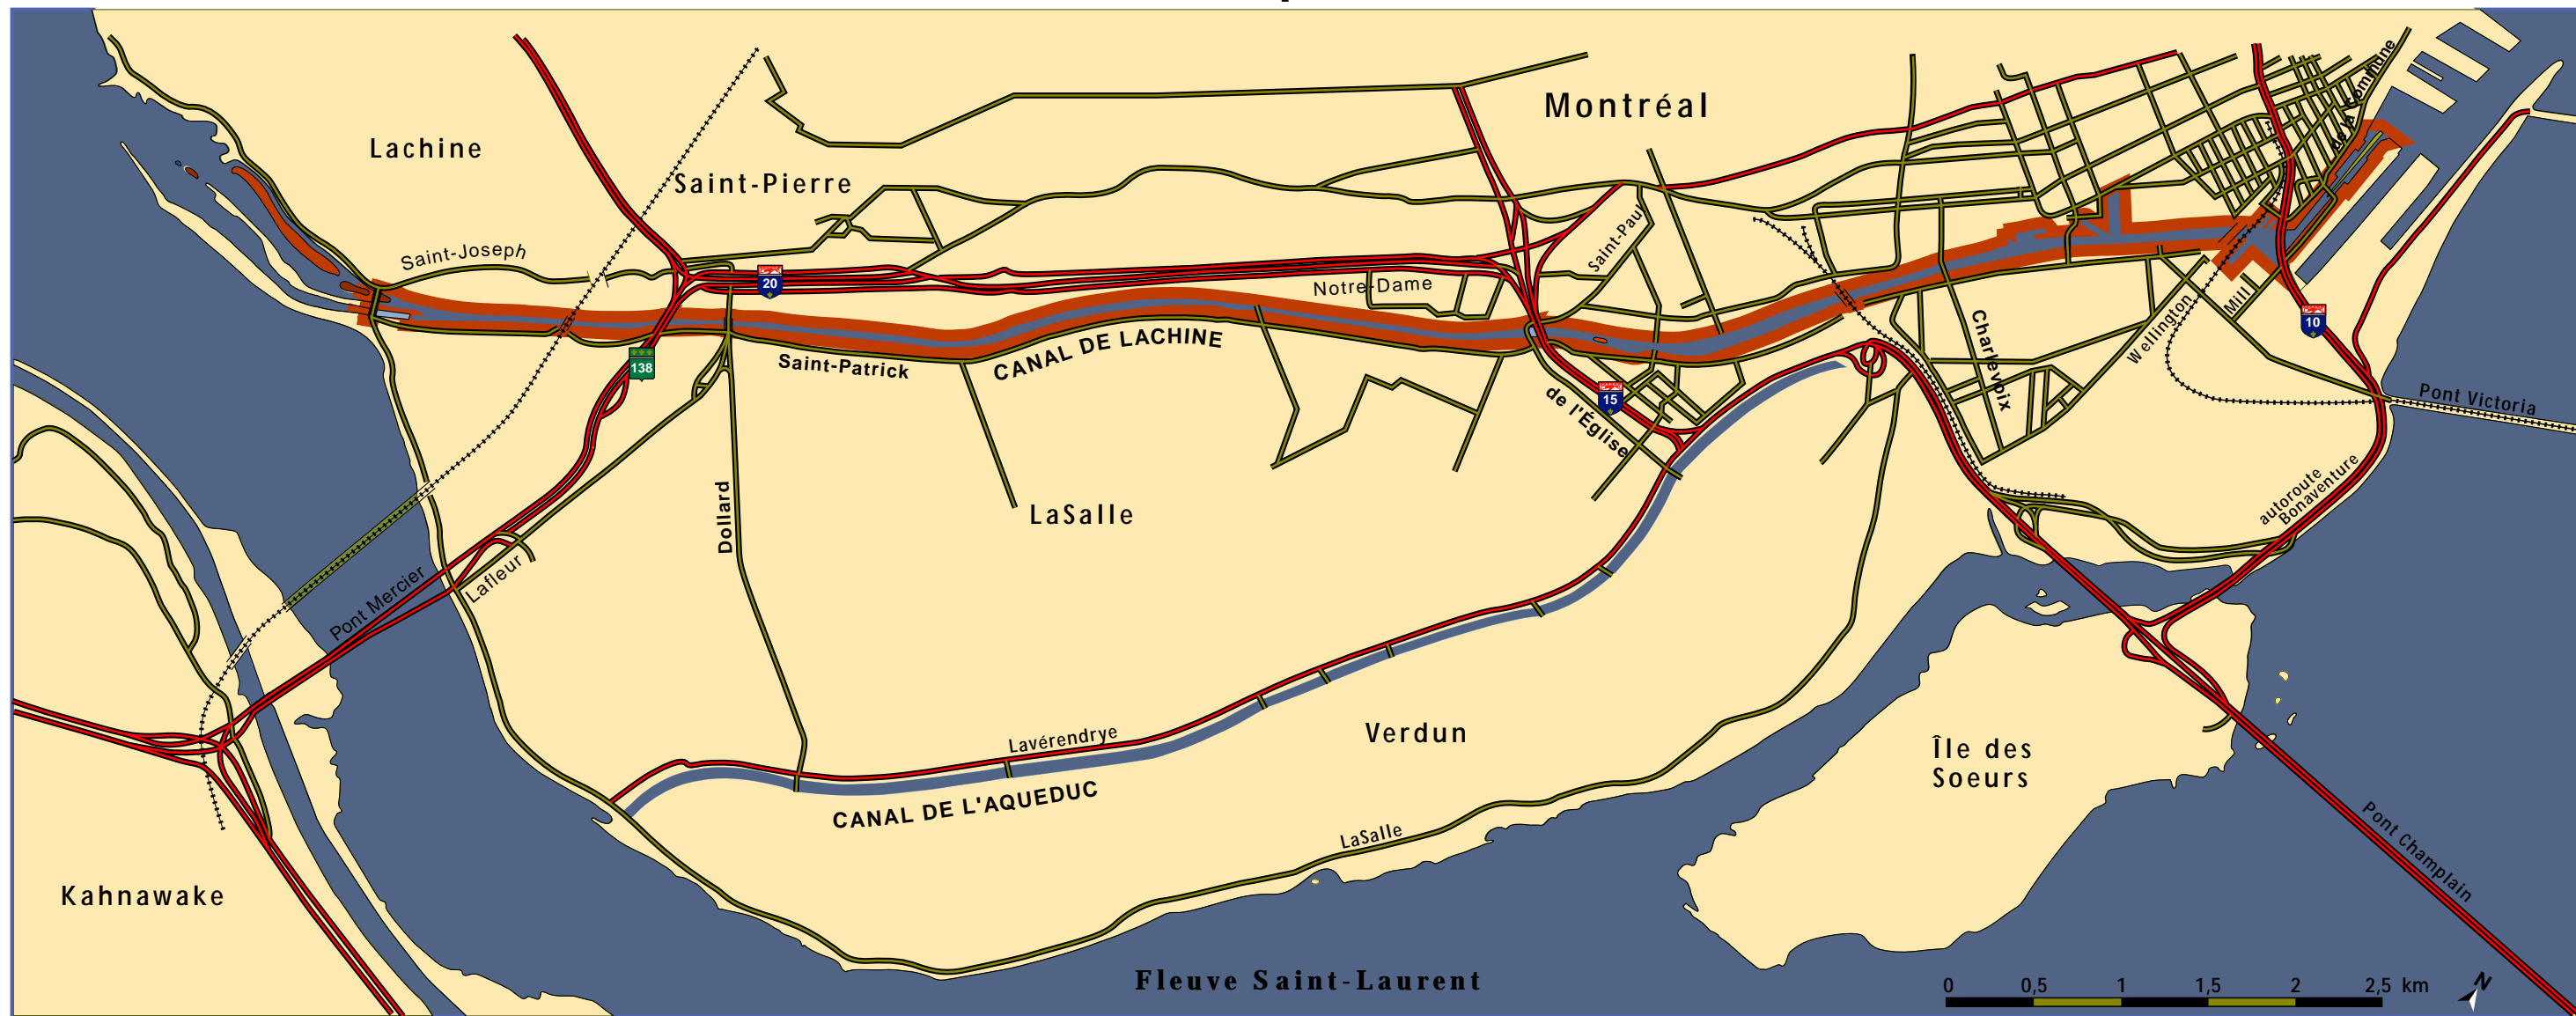 Montréal
de la Commune
Lachine
Saint-Pierre
Saint-Joseph
20
Saint-Paul
Notre-Dame
138
Saint-Patrick
CANAL DE LACHINE
15
de l'Église
Charlevoix
Wellington
Mill
10
Pont Victoria
Dollard
LaSalle
autoroute
Bonaventure
Pont Mercier
Lafleur
Lavérendrye
Verdun
Île des
Soeurs
CANAL DE L'AQUEDUC
LaSalle
Pont Champlain
Kahnawake
Fleuve Saint-Laurent
0 0,5 1 1,5 2 2,5 km
N